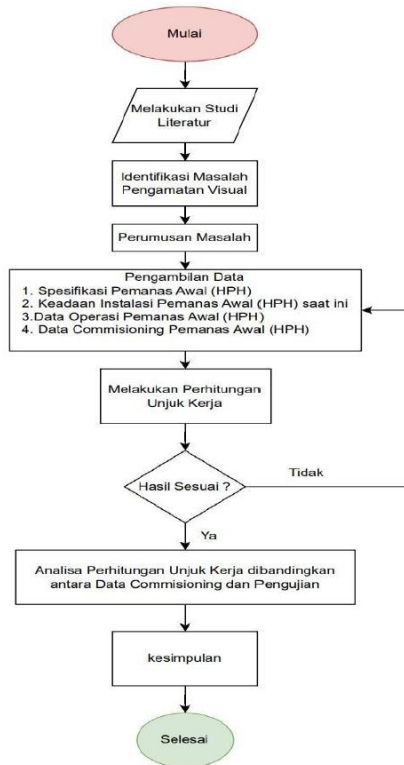 Mulai
Melakukan Studi
Literatur
Identifikasi Masalah
Pengamatan Visual
Perumusan Masalah
Pengambilan Data
1. Spesifikasi Pemanas Awal (HPH)
2. Keadaan Instalasi Pemanas Awal (HPH) saat ini
3.Data Operasi Pemanas Awal (HPH)
4. Data Commisioning Pemanas Awal (HPH)
Melakukan Perhitungan
Unjuk Kerja
Hasil Sesuai ?
Tidak
Ya
Analisa Perhitungan Unjuk Kerja dibandingkan
antara Data Commisioning dan Pengujian
kesimpulan
Selesai